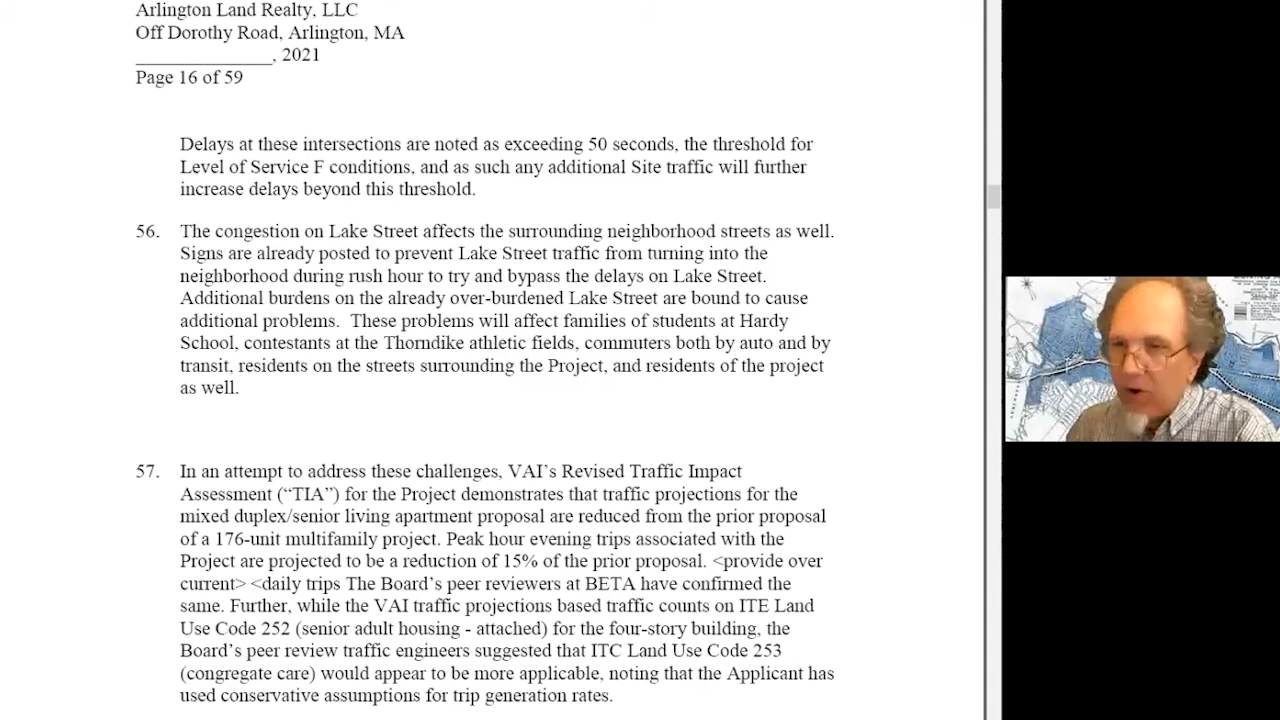 Arlington Land Realty, LLC
Off Dorothy Road, Arlington, MA
_______________, 2021
Page 16 of 59
Delays at these intersections are noted as exceeding 50 seconds, the threshold for
Level of Service F conditions, and as such any additional Site traffic will further
increase delays beyond this threshold.
56. The congestion on Lake Street affects the surrounding neighborhood streets as well.
Signs are already posted to prevent Lake Street traffic from turning into the
neighborhood during rush hour to try and bypass the delays on Lake Street.
Additional burdens on the already over-burdened Lake Street are bound to cause
additional problems.  These problems will affect families of students at Hardy
School, contestants at the Thorndike athletic fields, commuters both by auto and by
transit, residents on the streets surrounding the Project, and residents of the project
as well.
57. In an attempt to address these challenges, VAI's Revised Traffic Impact
Assessment (“TIA”) for the Project demonstrates that traffic projections for the
mixed duplex/senior living apartment proposal are reduced from the prior proposal
of a 176-unit multifamily project. Peak hour evening trips associated with the
Project are projected to be a reduction of 15% of the prior proposal. <provide over
current> <daily trips The Board's peer reviewers at BETA have confirmed the
same. Further, while the VAI traffic projections based traffic counts on ITE Land
Use Code 252 (senior adult housing - attached) for the four-story building, the
Board's peer review traffic engineers suggested that ITC Land Use Code 253
(congregate care) would appear to be more applicable, noting that the Applicant has
used conservative assumptions for trip generation rates.